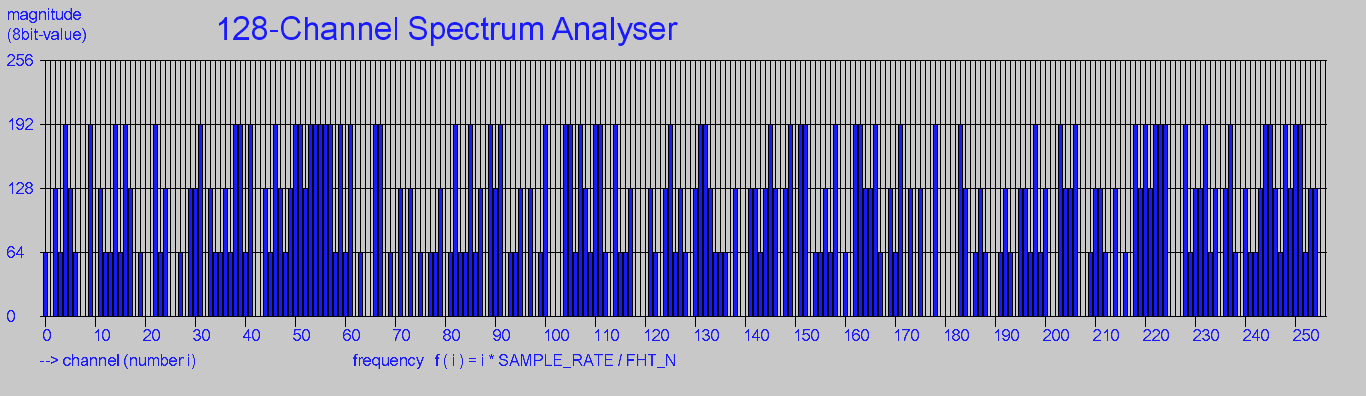 magnitude
(8bit-value)
128-Channel Spectrum Analyser
256
192
128
64
0
0 10 20 30 40 50 60 70 80 90 100 110 120 130 140 150 160 170 180 190 200 210 220 230 240 250
--> channel (number i) frequency f ( i ) = i * SAMPLE_RATE / FHT_N